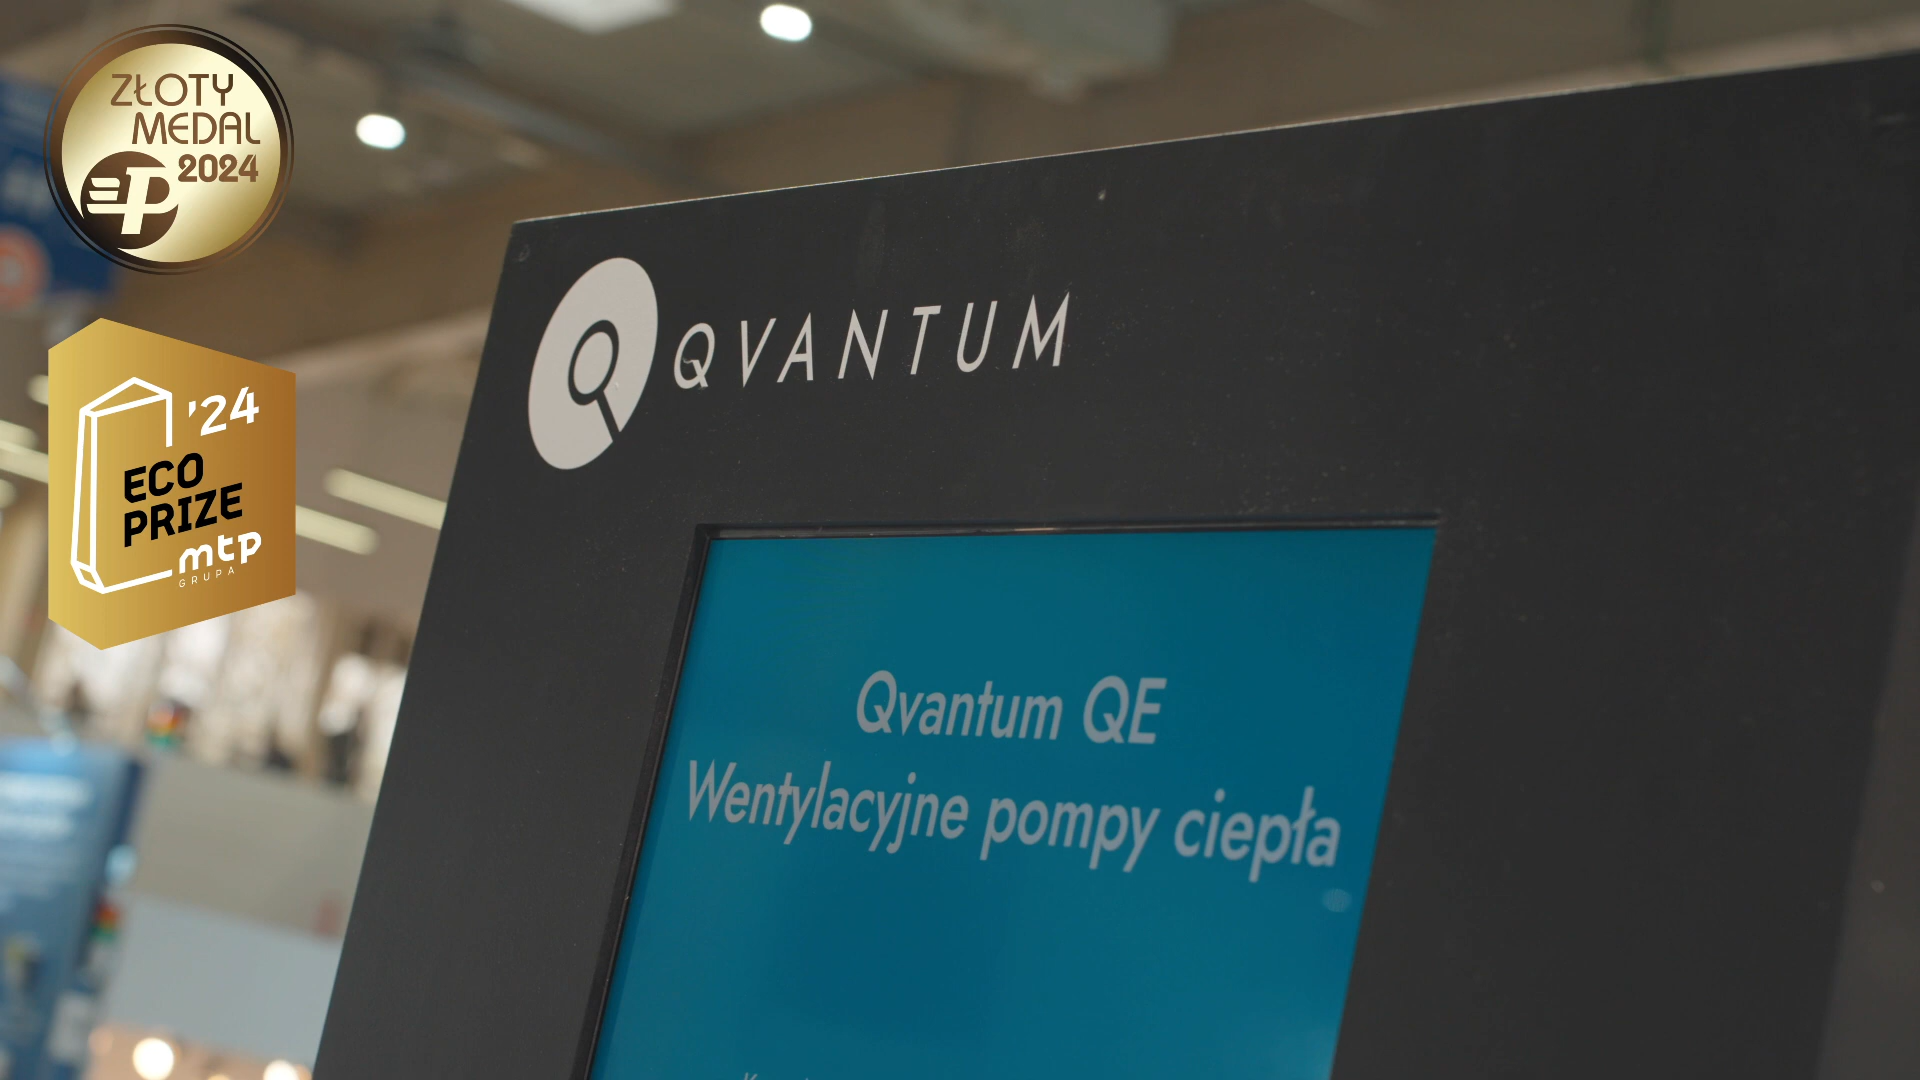 ZŁOTY
MEDAL
2024
'24
ECO
PRIZE
mtp
GRUPA
QVANTUM
Qvantum QE
Wentylacyjne pompy ciepła